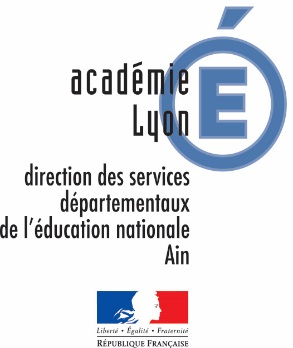 académie
Lyon
É
direction des services
départementaux
de l'éducation nationale
Ain
Liberté • Égalité • Fraternité
RÉPUBLIQUE FRANÇAISE